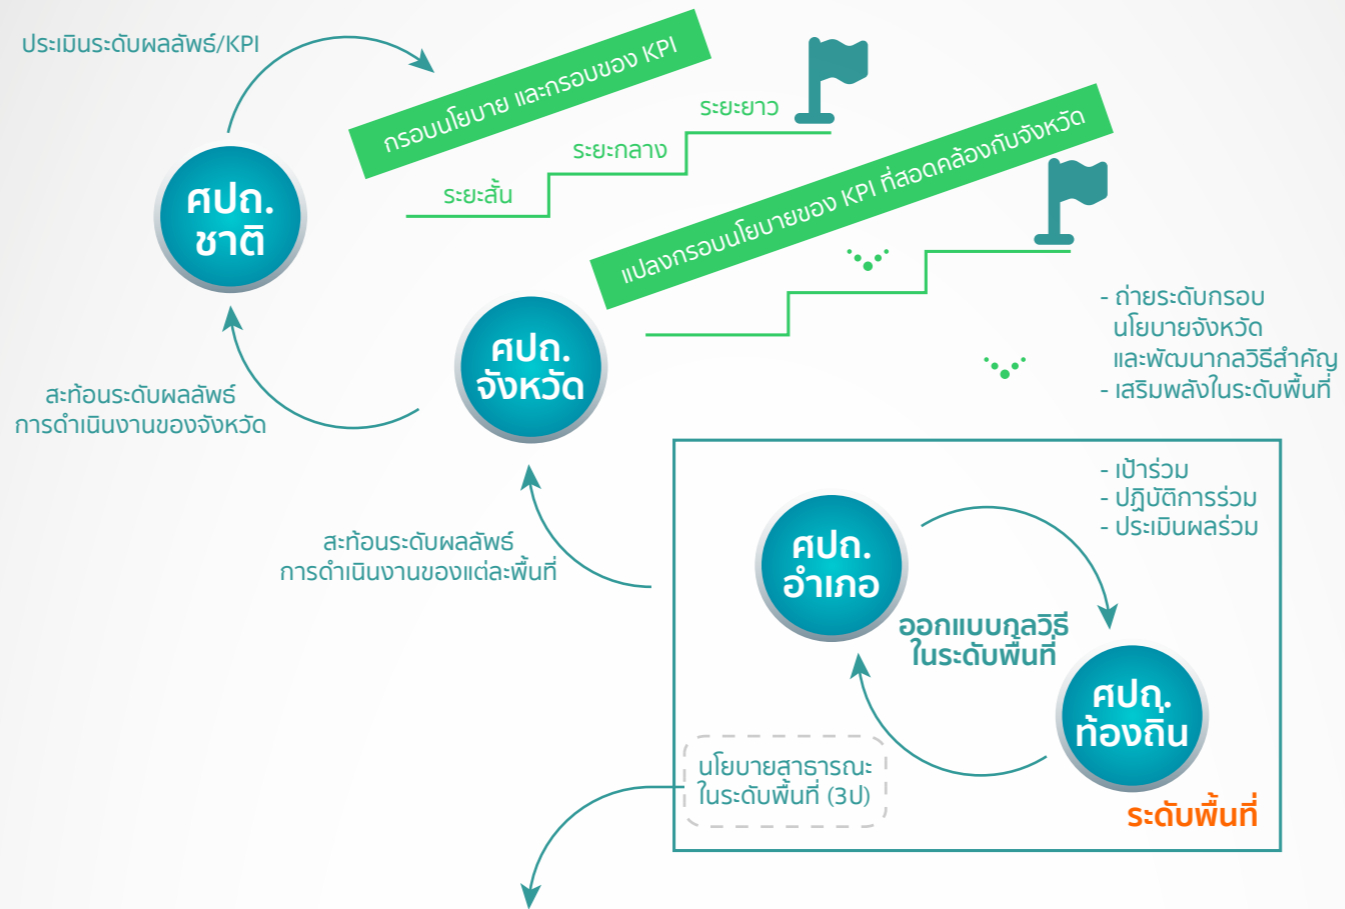 ประเมินระดับผลลัพธ์/KPI
กรอบนโยบาย และกรอบของ KPI
ระยะสั้น
ระยะกลาง
ระยะยาว
ศปถ.
ชาติ
แปลงกรอบนโยบายของ KPI ที่สอดคล้องกับจังหวัด
ศปถ.
จังหวัด
- ถ่ายระดับกรอบ
นโยบายจังหวัด
และพัฒนากลวิธีสำคัญ
- เสริมพลังในระดับพื้นที่
สะท้อนระดับผลลัพธ์
การดำเนินงานของจังหวัด
สะท้อนระดับผลลัพธ์
การดำเนินงานของแต่ละพื้นที่
- เป้าร่วม
- ปฏิบัติการร่วม
- ประเมินผลร่วม
ศปถ.
อำเภอ
ออกแบบกลวิธี
ในระดับพื้นที่
ศปถ.
ท้องถิ่น
นโยบายสาธารณะ
ในระดับพื้นที่ (3ป)
ระดับพื้นที่